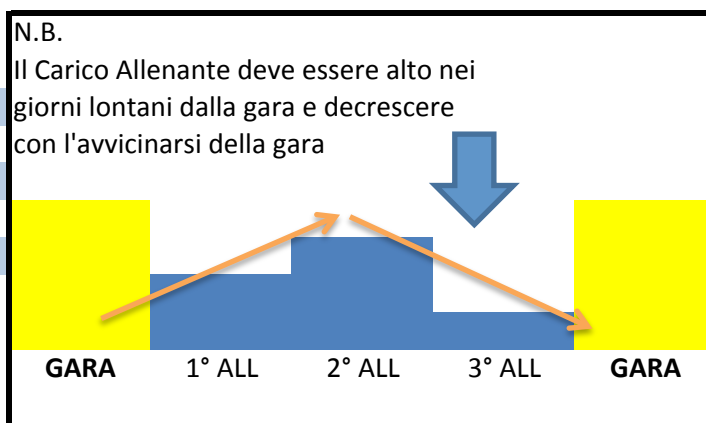 N.B.
Il Carico Allenante deve essere alto nei
giorni lontani dalla gara e decrescere
con l'avvicinarsi della gara
GARA 1° ALL 2° ALL 3° ALL GARA